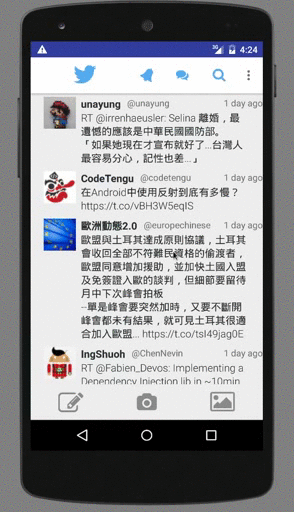 3G 4:24
unayung @unayung 1 day ago
RT @irrenhaeusler: Selina 離婚，最
遺憾的應該是中華民國國防部。
「如果她現在才宣布就好了...台灣人
最容易分心，記性也差...」
CodeTengu @codetengu 1 day ago
在Android中使用反射到底有多慢？
https://t.co/vBH3W5eqIS
歐洲動態2.0 @europechinese 1 day ago
歐盟與土耳其達成原則協議，土耳其
會收回全部不符難民資格的偷渡者，
歐盟同意增加援助，並加快土國入盟
及免簽證入歐的談判，但細節要留待
月中下次峰會拍板
--單是峰會要突然加時，又要不斷開
峰會都未有結果，就可見土耳其很適
合加入歐盟... https://t.co/tsI49jag0E
IngShuoh @ChenNevin 1 day ago
RT @Fabien_Devos: Implementing a
Dependency Injection lib in ~10min